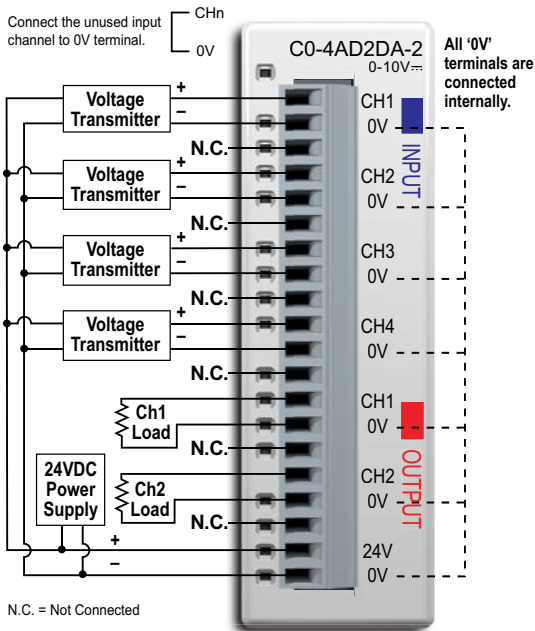 Connect the unused input
channel to 0V terminal.
CHn
0V
C0-4AD2DA-2
0-10V⎓
All ‘0V’
terminals are
connected
internally.
Voltage
Transmitter
+
–
CH1
0V
N.C.
INPUT
Voltage
Transmitter
+
–
CH2
0V
N.C.
Voltage
Transmitter
+
–
CH3
0V
N.C.
Voltage
Transmitter
+
–
CH4
0V
N.C.
Ch1
Load
CH1
0V
N.C.
OUTPUT
24VDC
Power
Supply
Ch2
Load
CH2
0V
N.C.
+
–
24V
0V
N.C. = Not Connected